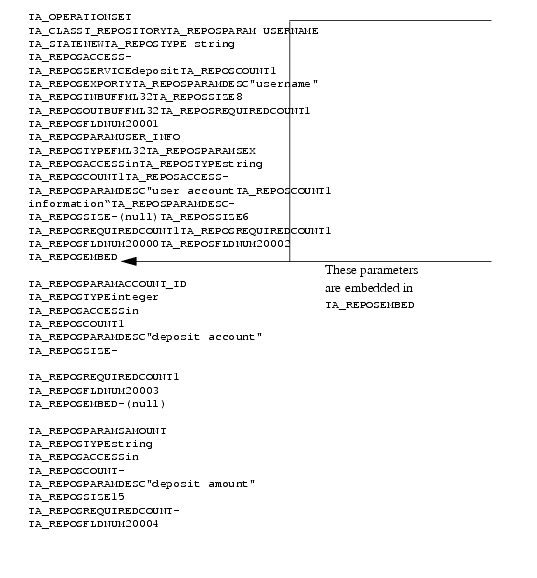 TA_OPERATIONSET
TA_CLASST_REPOSITORYTA_REPOSPARAM USERNAME
TA_STATENEWTA_REPOSTYPE string
TA_REPOSACCESS-
TA_REPOSSERVICEdepositTA_REPOSCOUNT1
TA_REPOSEXPORTYTA_REPOSPARAMDESC"username"
TA_REPOSINBUFFML32TA_REPOSSIZE8
TA_REPOSOUTBUFFML32TA_REPOSREQUIREDCOUNT1
TA_REPOSFLDNUM20001
TA_REPOSPARAMUSER_INFO
TA_REPOSTYPEFML32TA_REPOSPARAMSEX
TA_REPOSACCESSinTA_REPOSTYPEstring
TA_REPOSCOUNT1TA_REPOSACCESS-
TA_REPOSPARAMDESC"user accountTA_REPOSCOUNT1
information"TA_REPOSPARAMDESC-
TA_REPOSSIZE-(null)TA_REPOSSIZE6
TA_REPOSREQUIREDCOUNT1TA_REPOSREQUIREDCOUNT1
TA_REPOSFLDNUM20000TA_REPOSFLDNUM20002
TA_REPOSEMBED
These parameters
are embedded in
TA_REPOSEMBED
TA_REPOSPARAMACCOUNT_ID
TA_REPOSTYPEinteger
TA_REPOSACCESSin
TA_REPOSCOUNT1
TA_REPOSPARAMDESC"deposit account"
TA_REPOSSIZE-
TA_REPOSREQUIREDCOUNT1
TA_REPOSFLDNUM20003
TA_REPOSEMBED-(null)
TA_REPOSPARAMSAMOUNT
TA_REPOSTYPEstring
TA_REPOSACCESSin
TA_REPOSCOUNT-
TA_REPOSPARAMDESC"deposit amount"
TA_REPOSSIZE15
TA_REPOSREQUIREDCOUNT-
TA_REPOSFLDNUM20004